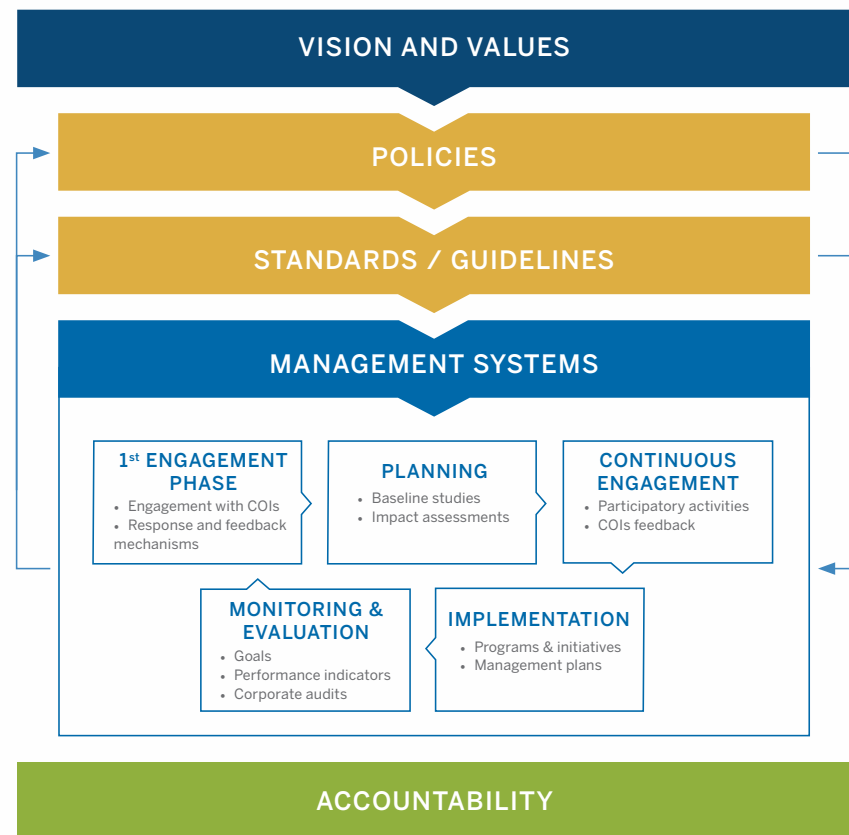 VISION AND VALUES
POLICIES
STANDARDS / GUIDELINES
MANAGEMENT SYSTEMS
1st ENGAGEMENT
PHASE
• Engagement with COIs
• Response and feedback
mechanisms
PLANNING
• Baseline studies
• Impact assessments
CONTINUOUS
ENGAGEMENT
• Participatory activities
• COIs feedback
MONITORING &
EVALUATION
• Goals
• Performance indicators
• Corporate audits
IMPLEMENTATION
• Programs & initiatives
• Management plans
ACCOUNTABILITY